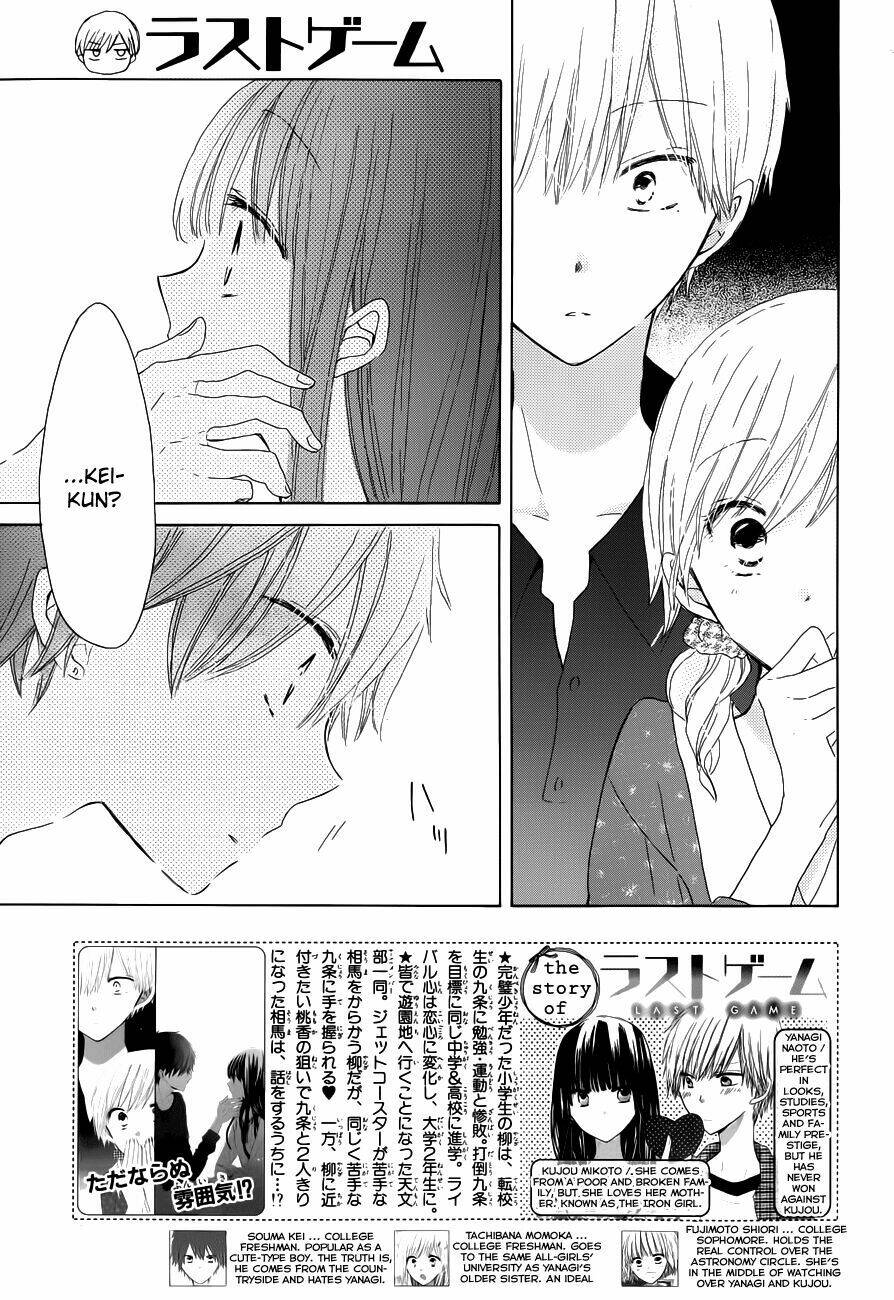 ラストゲーム
...KEI-
KUN?
the
story
of...
ラストゲーム
LAST GAME
YANAGI
NAOTO /
HE'S
PERFECT
IN
LOOKS,
STUDIES,
SPORTS
AND FA-
MILY PRE-
STIGE,
BUT HE
HAS
NEVER
WON
AGAINST
KUJOU.
KUJOU MIKOTO / SHE COMES
FROM A POOR AND BROKEN FAM-
ILY, BUT SHE LOVES HER MOTH-
ER. KNOWN AS THE IRON GIRL.
★完璧少年だった小学生の柳は、転校
生の九条に勉強・運動と惨敗。打倒九条
を目標に同じ中学&高校に進学。ライ
バル心は恋心に変化し、大学2年生に。
★皆で遊園地へ行くことになった天文
部一同。ジェットコースターが苦手な
相馬をからかう柳だが、同じく苦手な
九条に手を握られる♥ 一方、柳に近
付きたい桃香の狙いで九条と2人きり
になった相馬は、話をするうちに…!?
ただならぬ
雰囲気!?
SOUMA KEI ... COLLEGE
FRESHMAN. POPULAR AS A
CUTE-TYPE BOY. THE TRUTH IS,
HE COMES FROM THE COUN-
TRYSIDE AND HATES YANAGI.
TACHIBANA MOMOKA ...
COLLEGE FRESHMAN. GOES
TO THE SAME ALL-GIRLS'
UNIVERSITY AS YANAGI'S
OLDER SISTER. AN IDEAL
FUJIMOTO SHIORI ... COLLEGE
SOPHOMORE. HOLDS THE
REAL CONTROL OVER THE
ASTRONOMY CIRCLE. SHE'S
IN THE MIDDLE OF WATCHING
OVER YANAGI AND KUJOU.